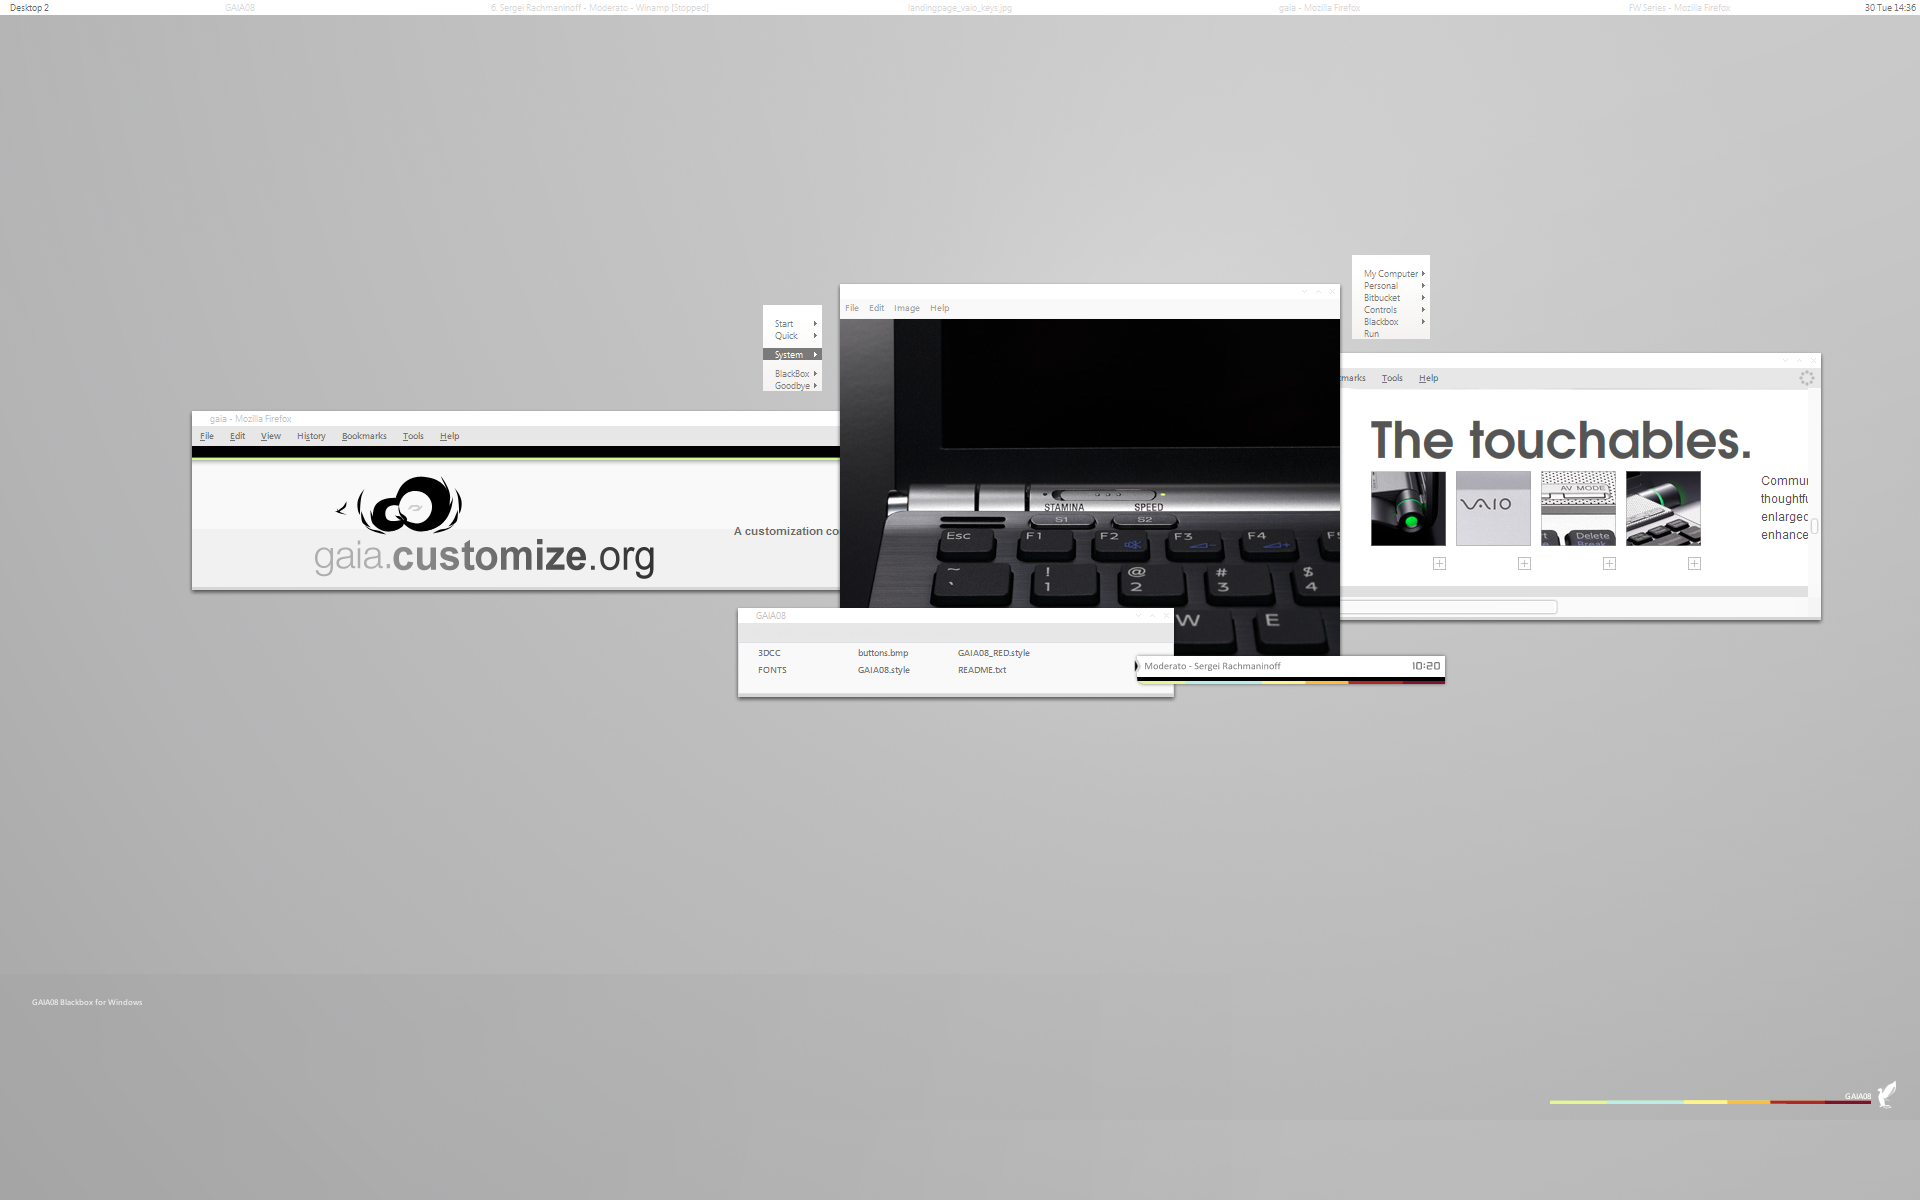 Desktop 2
GAIA08
6. Sergei Rachmaninoff - Moderato - Winamp [Stopped]
landingpage_vaio_keys.jpg
gaia - Mozilla Firefox
FW Series - Mozilla Firefox
30 Tue 14:36
My Computer
Personal
Bitbucket
Controls
Blackbox
Run
Start
Quick
System
BlackBox
Goodbye
File Edit Image Help
STAMINA SPEED
S1 S2
Esc F1 F2 F3 F4 F5
~ ! @ # $
` 1 2 3 4
W E
gaia - Mozilla Firefox
File Edit View History Bookmarks Tools Help
gaia.customize.org
A customization co
kmarks Tools Help
The touchables.
VAIO
AV MODE
Delete
Break
Commun
thoughtfu
enlarged
enhance
GAIA08
3DCC buttons.bmp GAIA08_RED.style
FONTS GAIA08.style README.txt
Moderato - Sergei Rachmaninoff 10:20
GAIA08 Blackbox for Windows
GAIA08